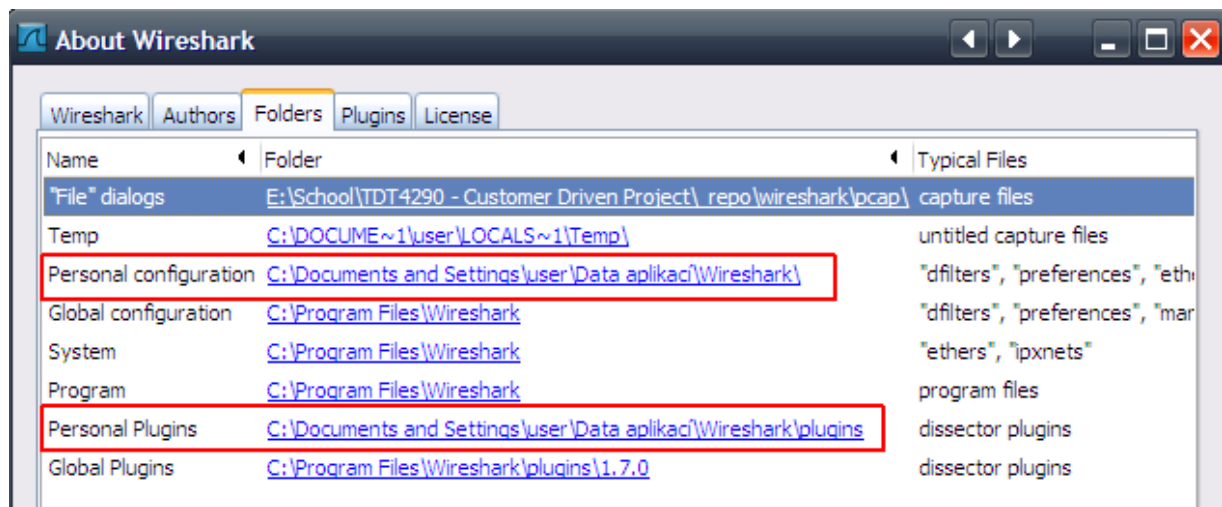 About Wireshark
Wireshark Authors Folders Plugins License
Name Folder Typical Files
"File" dialogs E:\School\TDT4290 - Customer Driven Project\_repo\wireshark\pcap\ capture files
Temp C:\DOCUME~1\user\LOCALS~1\Temp\ untitled capture files
Personal configuration C:\Documents and Settings\user\Data aplikací\Wireshark\ "dfilters", "preferences", "eth
Global configuration C:\Program Files\Wireshark "dfilters", "preferences", "mar
System C:\Program Files\Wireshark "ethers", "ipxnets"
Program C:\Program Files\Wireshark program files
Personal Plugins C:\Documents and Settings\user\Data aplikací\Wireshark\plugins dissector plugins
Global Plugins C:\Program Files\Wireshark\plugins\1.7.0 dissector plugins